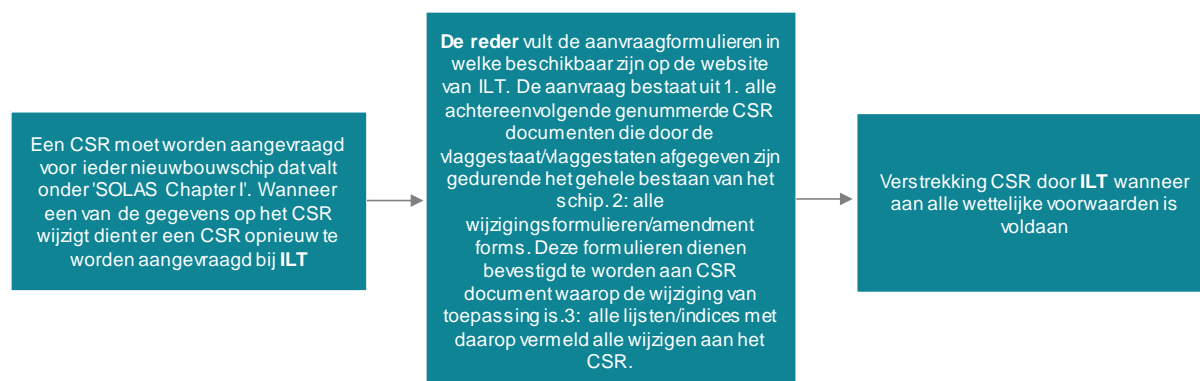 Een CSR moet worden aangevraagd
voor ieder nieuwbouwschip dat valt
onder 'SOLAS Chapter I'. Wanneer
een van de gegevens op het CSR
wijzigt dient er een CSR opnieuw te
worden aangevraagd bij ILT
De reder vult de aanvraagformulieren in
welke beschikbaar zijn op de website
van ILT. De aanvraag bestaat uit 1. alle
achtereenvolgende genummerde CSR
documenten die door de
vlaggestaat/vlaggestaten afgegeven zijn
gedurende het gehele bestaan van het
schip. 2: alle
wijzigingsformulieren/amendment
forms. Deze formulieren dienen
bevestigd te worden aan CSR
document waarop de wijziging van
toepassing is.3: alle lijsten/indices met
daarop vermeld alle wijzigen aan het
CSR.
Verstrekking CSR door ILT wanneer
aan alle wettelijke voorwaarden is
voldaan